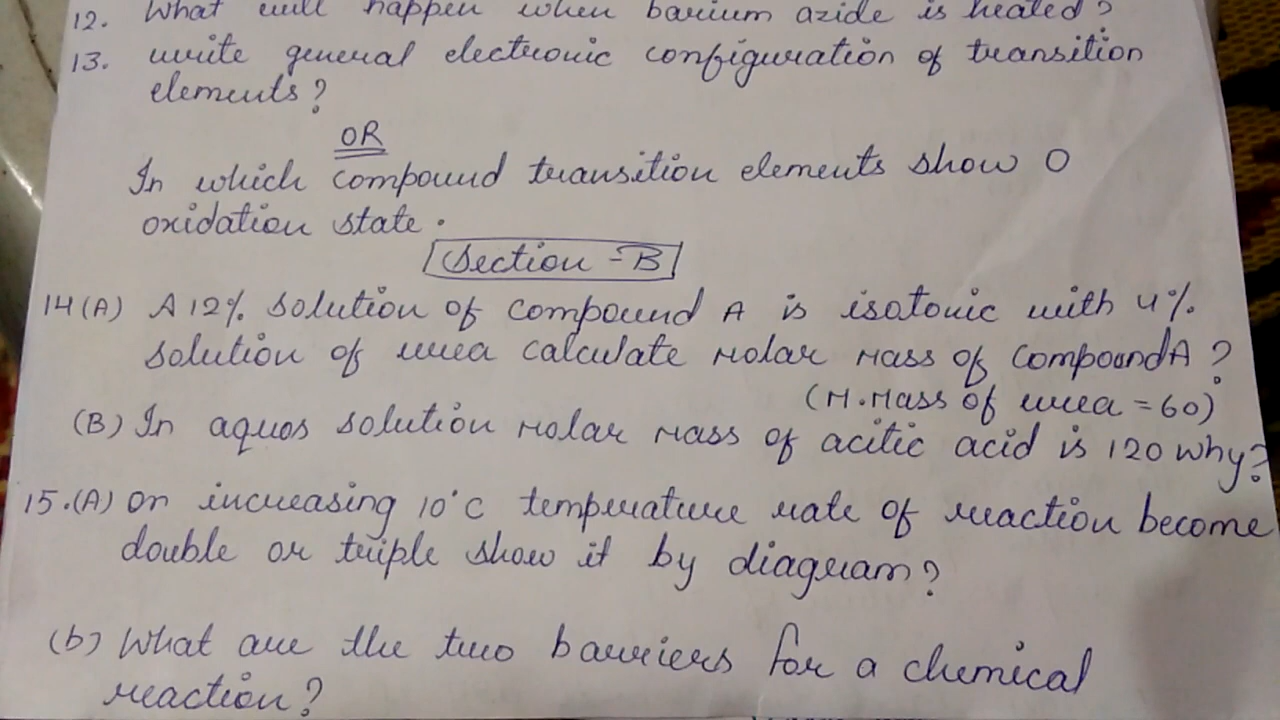 12. What will happen when barium azide is heated?
13. write general electronic configuration of transition
elements?
OR
In which compound transition elements show 0
oxidation state.
Section - B
14(A) A 12% solution of compound A is isotonic with 4%
solution of urea calculate Molar Mass of CompoundA?
(M.Mass of urea = 60)
(B) In aquos solution Molar Mass of acitic acid is 120 why?
15.(A) On increasing 10°C temperature rate of reaction become
double or triple show it by diagram?
(b) What are the two barriers for a chemical
reaction?